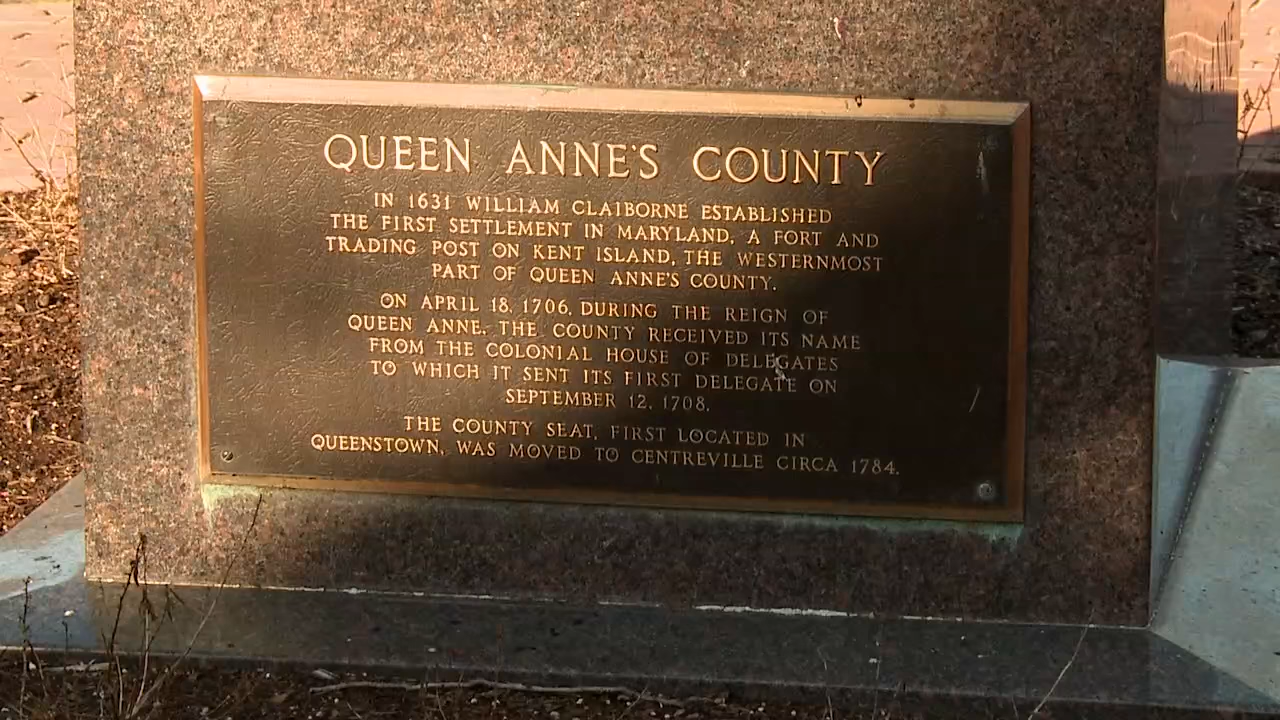 QUEEN ANNE'S COUNTY
IN 1631 WILLIAM CLAIBORNE ESTABLISHED
THE FIRST SETTLEMENT IN MARYLAND, A FORT AND
TRADING POST ON KENT ISLAND, THE WESTERNMOST
PART OF QUEEN ANNE'S COUNTY.
ON APRIL 18, 1706, DURING THE REIGN OF
QUEEN ANNE, THE COUNTY RECEIVED ITS NAME
FROM THE COLONIAL HOUSE OF DELEGATES
TO WHICH IT SENT ITS FIRST DELEGATE ON
SEPTEMBER 12, 1708.
THE COUNTY SEAT, FIRST LOCATED IN
QUEENSTOWN, WAS MOVED TO CENTREVILLE CIRCA 1784.